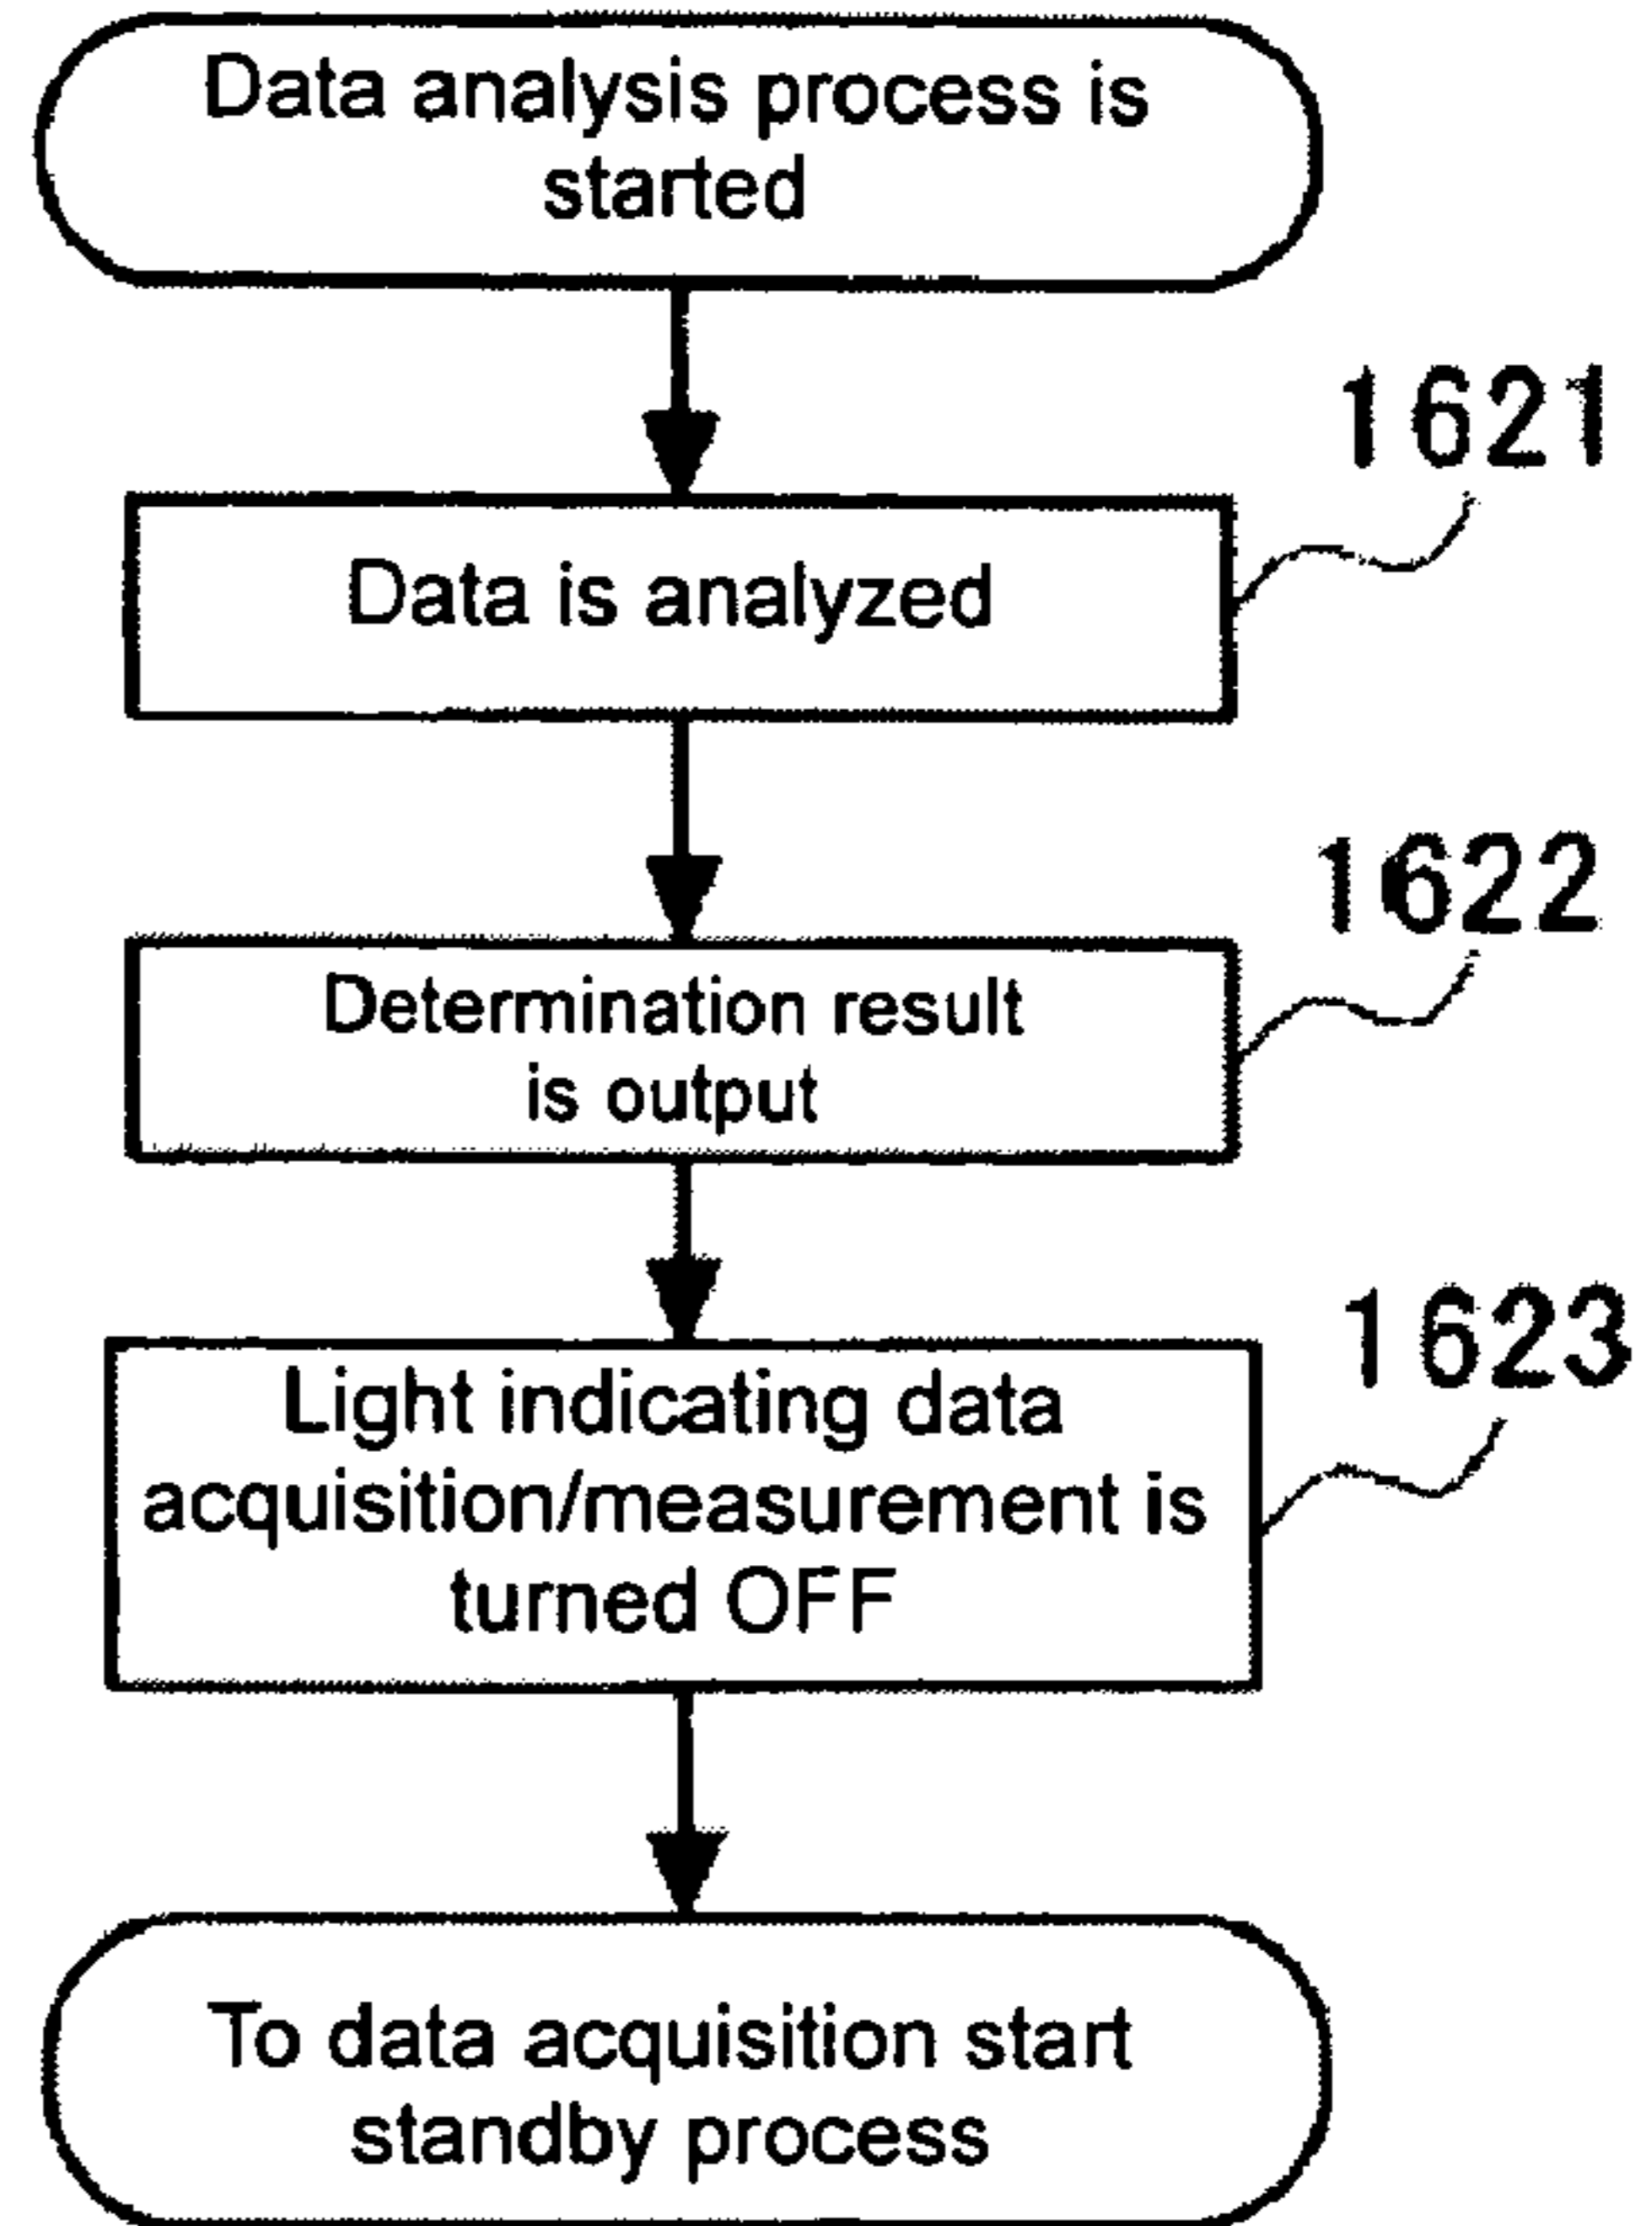 Data analysis process is
started
1621
Data is analyzed
1622
Determination result
is output
1623
Light indicating data
acquisition/measurement is
turned OFF
To data acquisition start
standby process